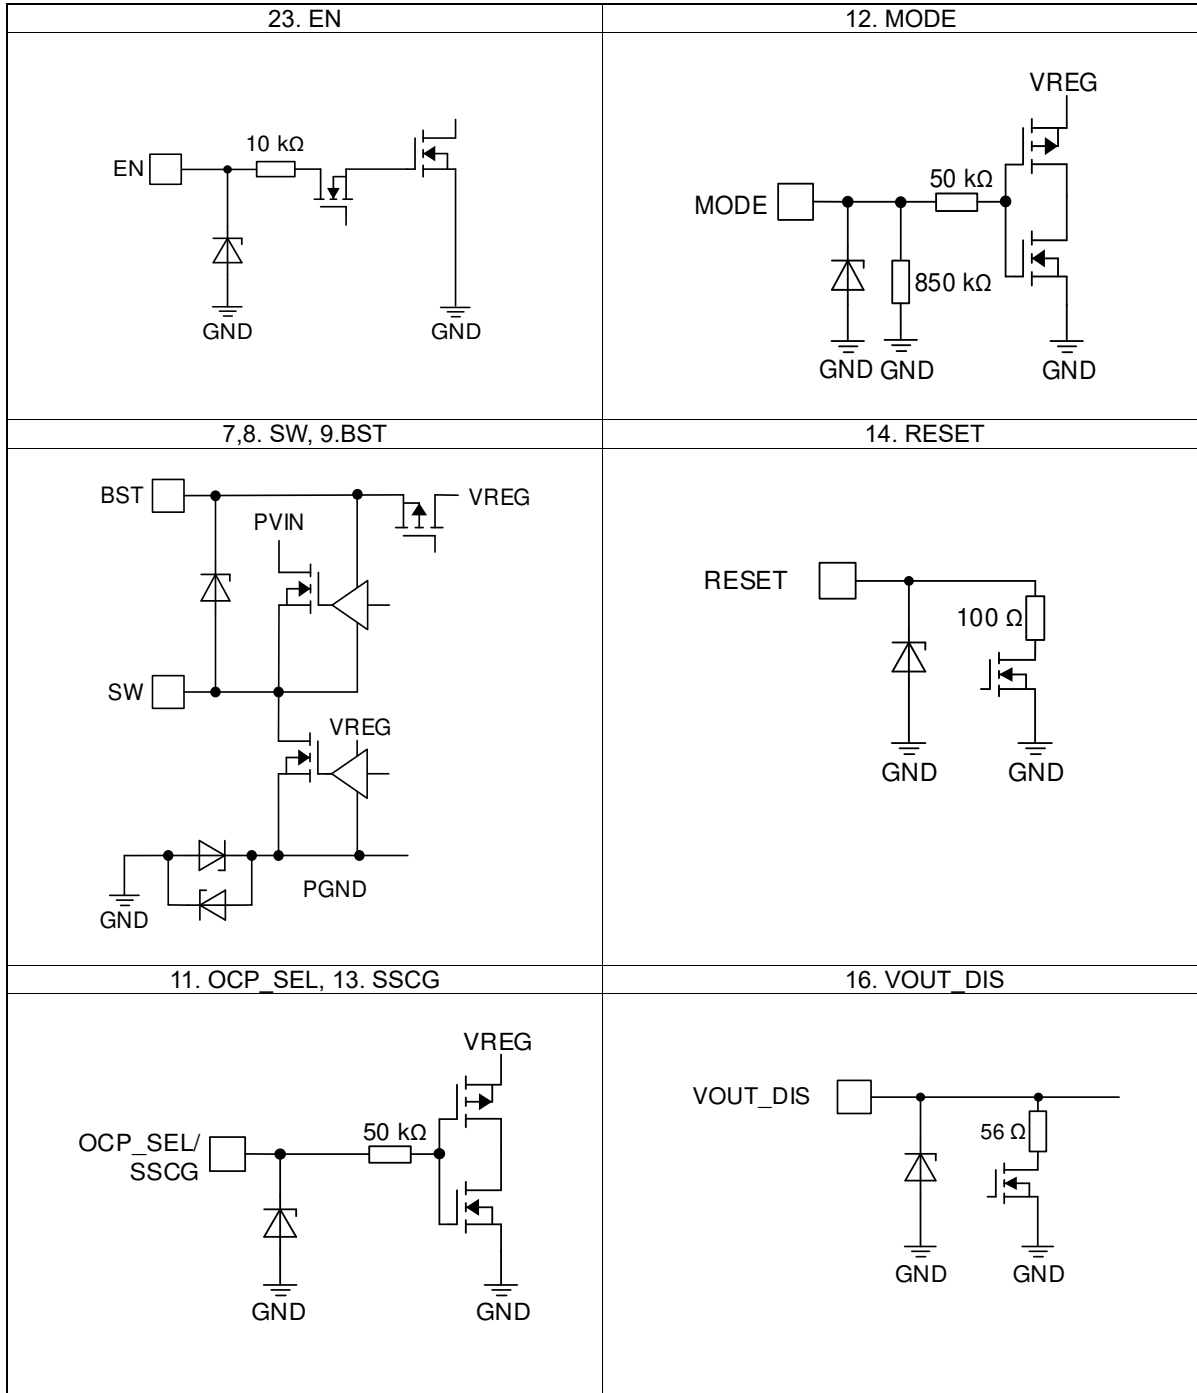 23. EN
12. MODE
EN
10 kΩ
GND
GND
VREG
MODE
50 kΩ
850 kΩ
GND GND
GND
7,8. SW, 9.BST
14. RESET
BST
VREG
PVIN
SW
VREG
PGND
GND
RESET
100 Ω
GND
GND
11. OCP_SEL, 13. SSCG
16. VOUT_DIS
VREG
OCP_SEL/
SSCG
50 kΩ
GND
GND
VOUT_DIS
56 Ω
GND
GND